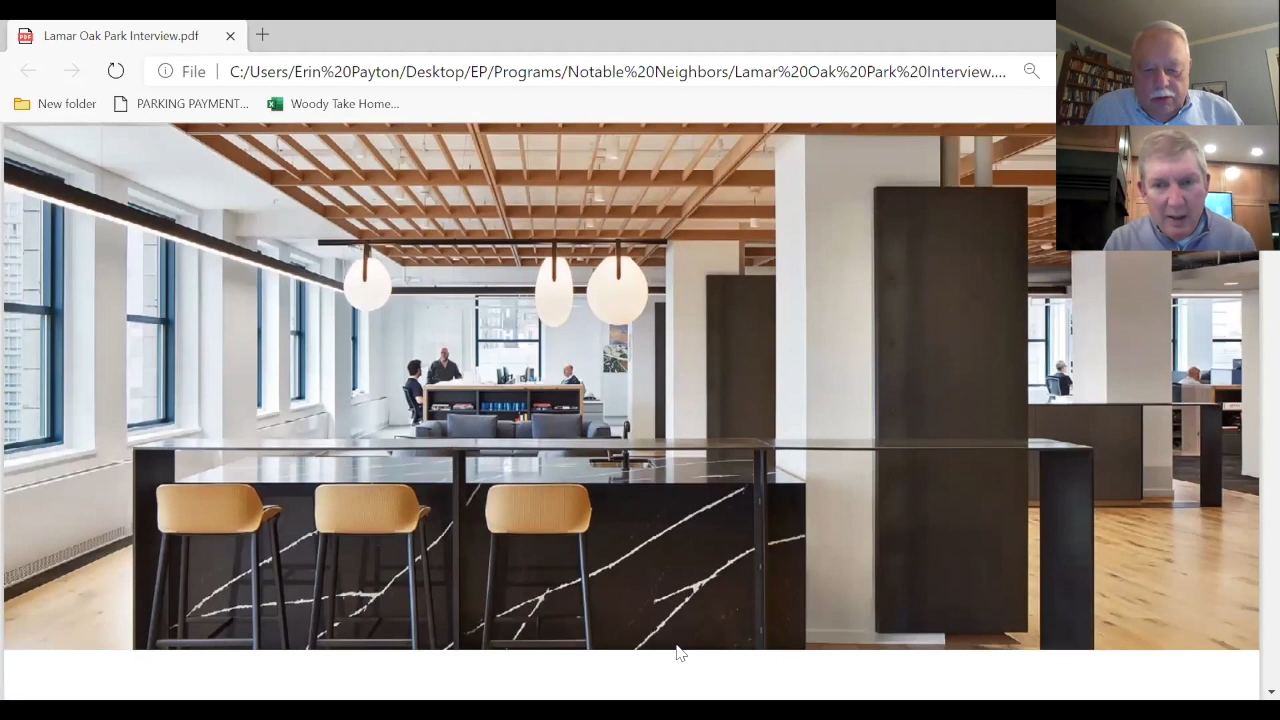 Lamar Oak Park Interview.pdf
File | C:/Users/Erin%20Payton/Desktop/EP/Programs/Notable%20Neighbors/Lamar%20Oak%20Park%20Interview....
New folder PARKING PAYMENT... Woody Take Home...